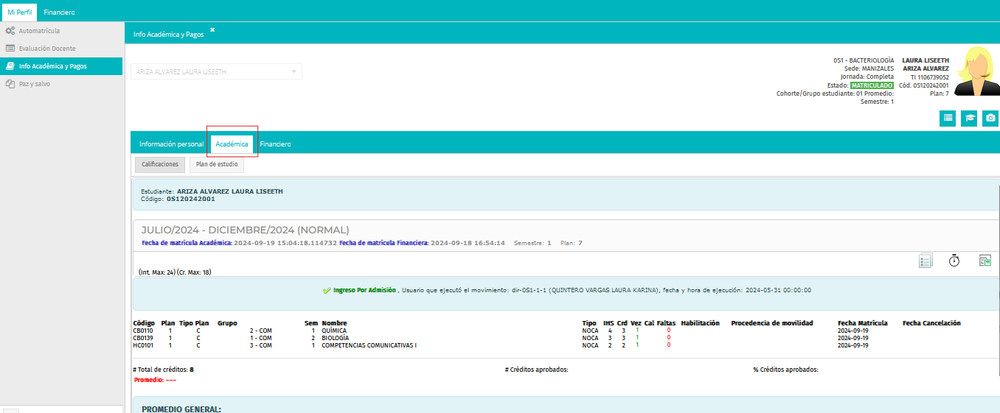 Mi Perfil Financiero
Automatrícula
Evaluación Docente
Info Académica y Pagos
Paz y salvo
Info Académica y Pagos ✖
ARIZA ALVAREZ LAURA LISEETH
0S1 - BACTERIOLOGÍA LAURA LISEETH
Sede: MANIZALES ARIZA ALVAREZ
Jornada: Completa TI 1106739052
Estado: MATRICULADO Cód. 0S120242001
Cohorte/Grupo estudiante: 01 Promedio: Plan: 7
Semestre: 1
Información personal Académica Financiero
Calificaciones Plan de estudio
Estudiante: ARIZA ALVAREZ LAURA LISEETH
Código: 0S120242001
JULIO/2024 - DICIEMBRE/2024 (NORMAL)
Fecha de matrícula Académica: 2024-09-19 15:04:18.114732 Fecha de matrícula Financiera: 2024-09-18 16:54:14 Semestre: 1 Plan: 7
(Int. Max: 24) (Cr. Max: 18)
Ingreso Por Admisión , Usuario que ejecutó el movimiento: dir-0S1-1-1 (QUINTERO VARGAS LAURA KARINA), fecha y hora de ejecución: 2024-05-31 00:00:00
Código Plan Tipo Plan Grupo Sem Nombre Tipo IHS Crd Vez Cal Faltas Habilitación Procedencia de movilidad Fecha Matricula Fecha Cancelación
CB0110 1 C 2 - COM 1 QUÍMICA NOCA 4 3 1 0 2024-09-19
CB0139 1 C 1 - COM 2 BIOLOGÍA NOCA 3 3 1 0 2024-09-19
HC0101 1 C 3 - COM 1 COMPETENCIAS COMUNICATIVAS I NOCA 2 2 1 0 2024-09-19
# Total de créditos: 8 # Créditos aprobados: % Créditos aprobados:
Promedio: ---
PROMEDIO GENERAL: